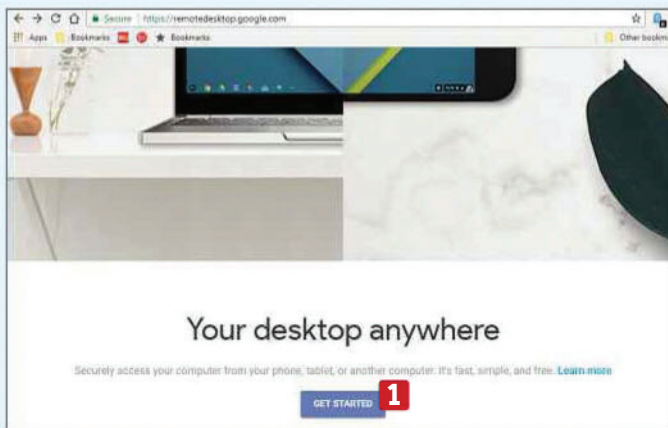 Secure https://remotedesktop.google.com
Apps Bookmarks Bookmarks Other bookm
Your desktop anywhere
Securely access your computer from your phone, tablet, or another computer. It's fast, simple, and free. Learn more
GET STARTED 1